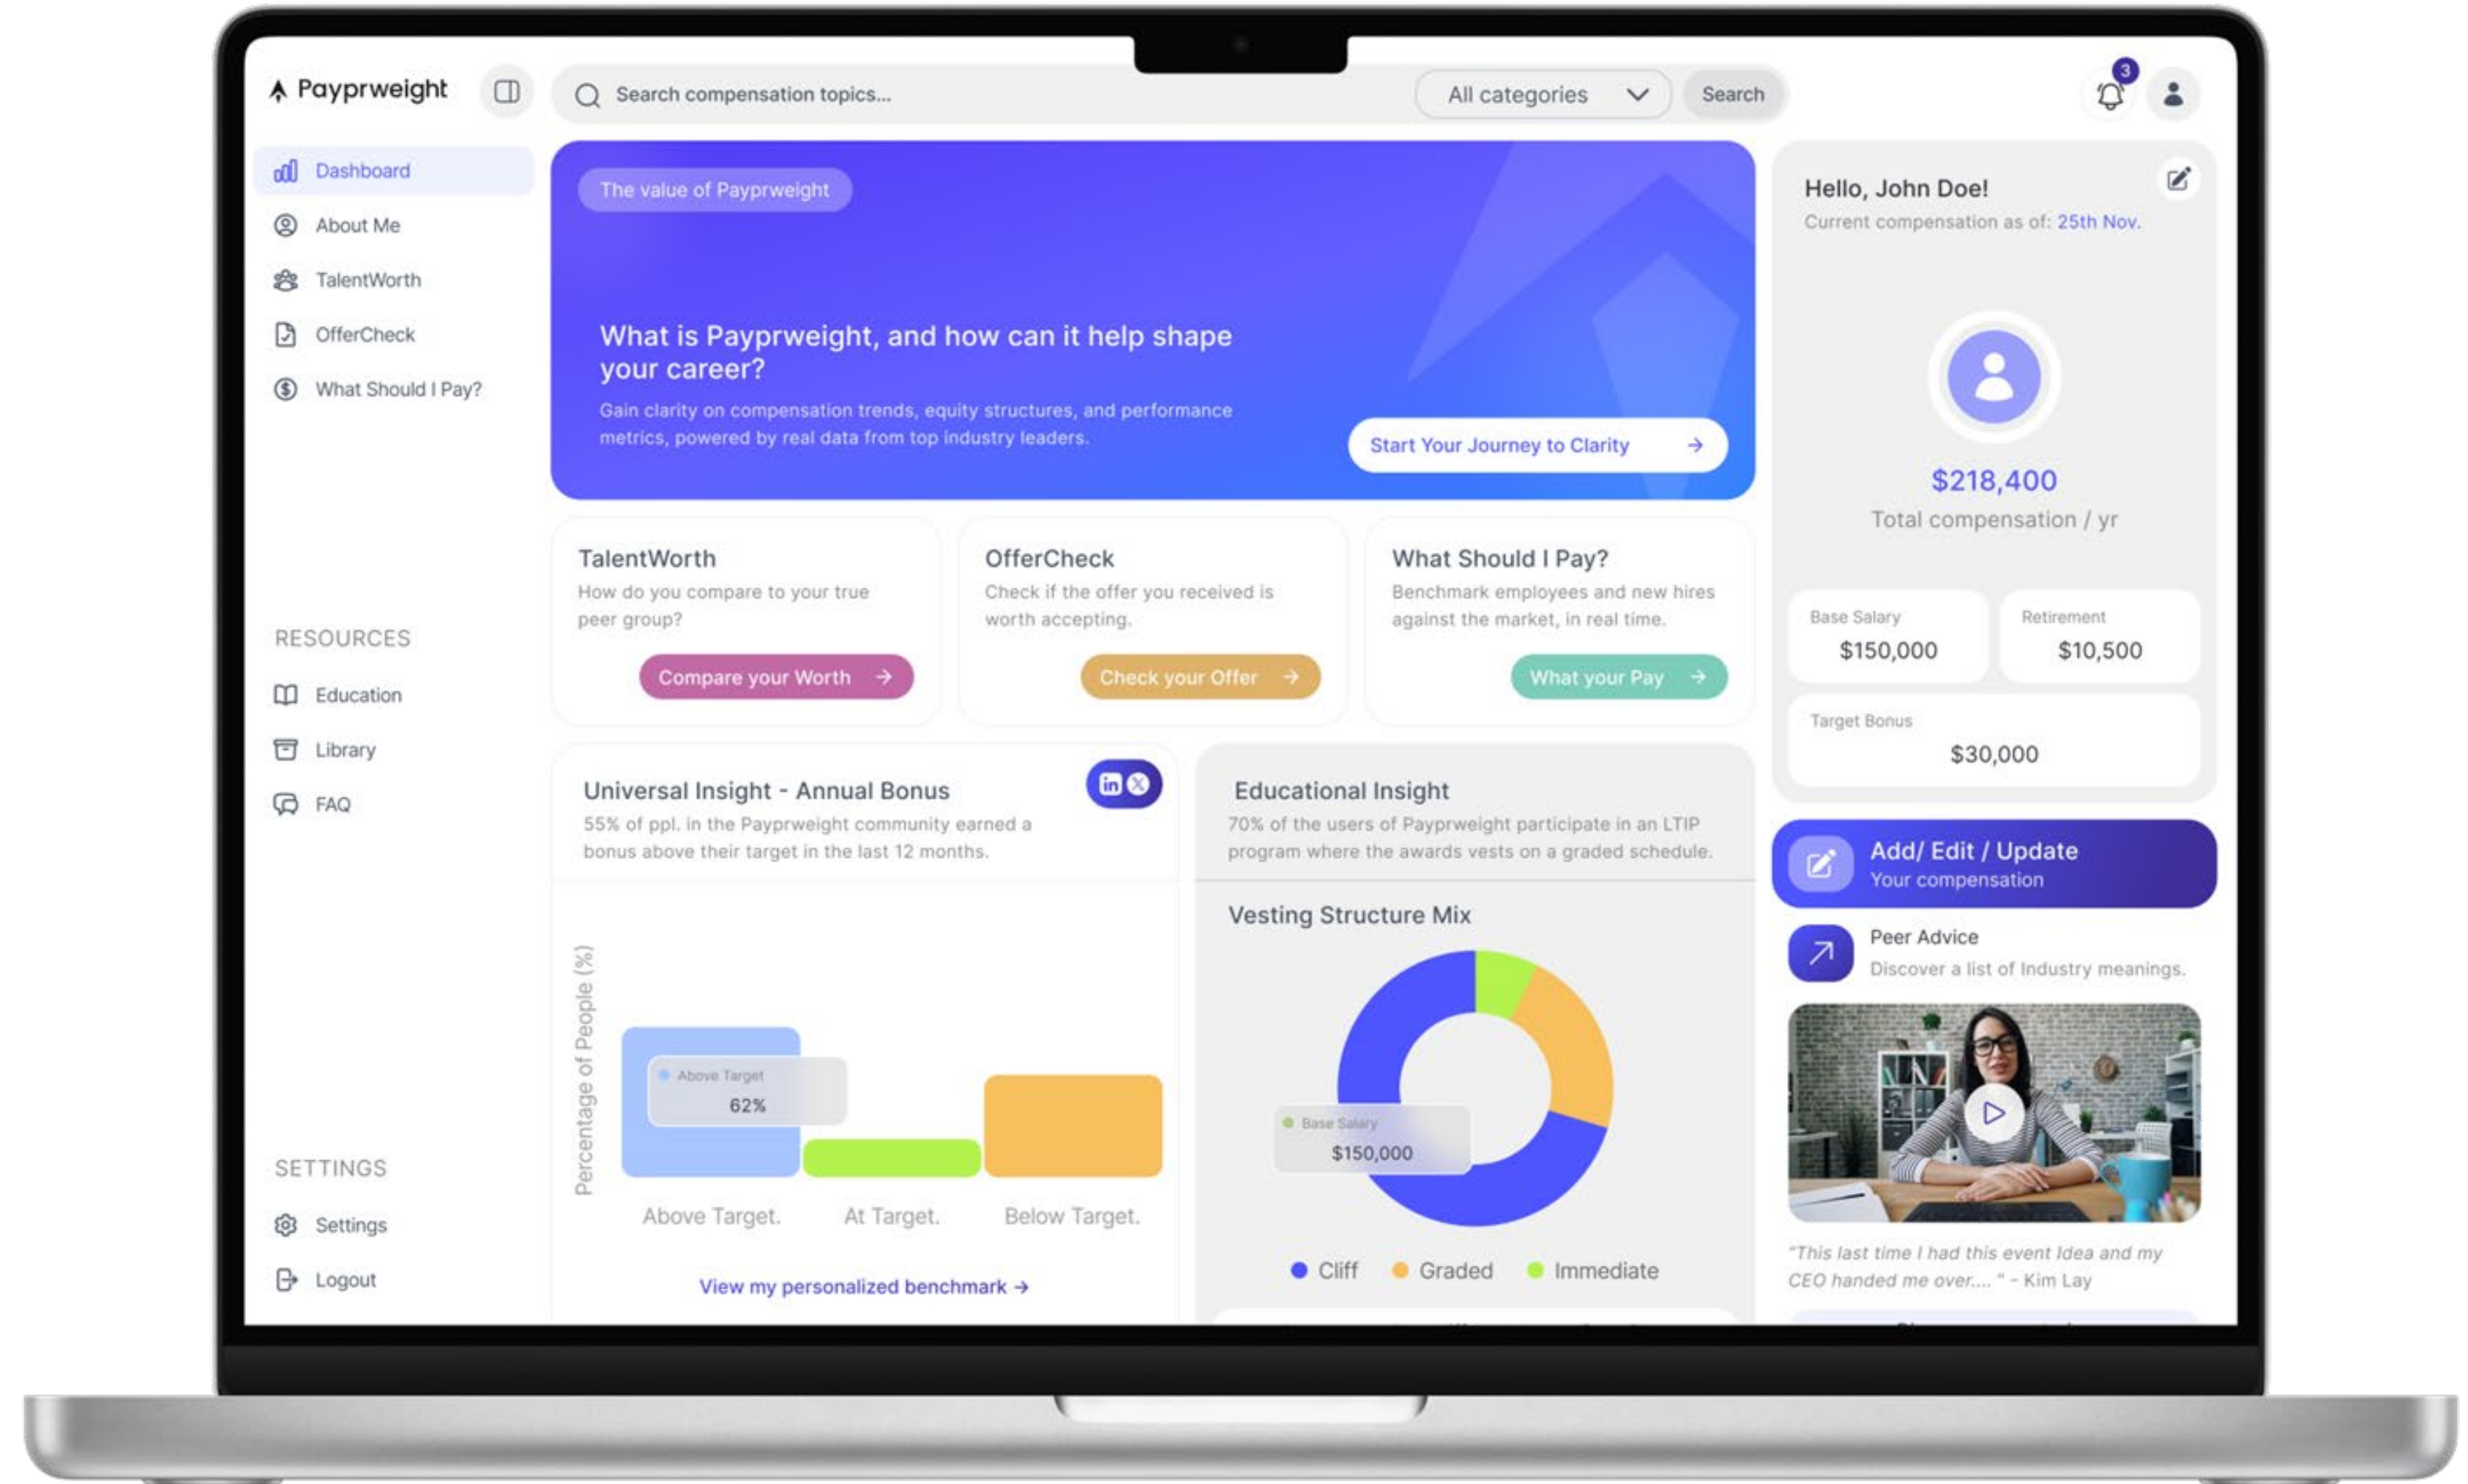 Payprweight
Search compensation topics...
All categories
Search
3
Dashboard
About Me
TalentWorth
OfferCheck
What Should I Pay?
RESOURCES
Education
Library
FAQ
SETTINGS
Settings
Logout
The value of Payprweight
What is Payprweight, and how can it help shape
your career?
Gain clarity on compensation trends, equity structures, and performance
metrics, powered by real data from top industry leaders.
Start Your Journey to Clarity →
TalentWorth
How do you compare to your true
peer group?
Compare your Worth →
OfferCheck
Check if the offer you received is
worth accepting.
Check your Offer →
What Should I Pay?
Benchmark employees and new hires
against the market, in real time.
What your Pay →
Universal Insight - Annual Bonus
in X
55% of ppl. in the Payprweight community earned a
bonus above their target in the last 12 months.
Percentage of People (%)
Above Target
62%
Above Target.
At Target.
Below Target.
View my personalized benchmark →
Educational Insight
70% of the users of Payprweight participate in an LTIP
program where the awards vests on a graded schedule.
Vesting Structure Mix
Base Salary
$150,000
Cliff
Graded
Immediate
Hello, John Doe!
Current compensation as of: 25th Nov.
$218,400
Total compensation / yr
Base Salary
$150,000
Retirement
$10,500
Target Bonus
$30,000
Add/ Edit / Update
Your compensation
Peer Advice
Discover a list of Industry meanings.
"This last time I had this event Idea and my
CEO handed me over.... " - Kim Lay